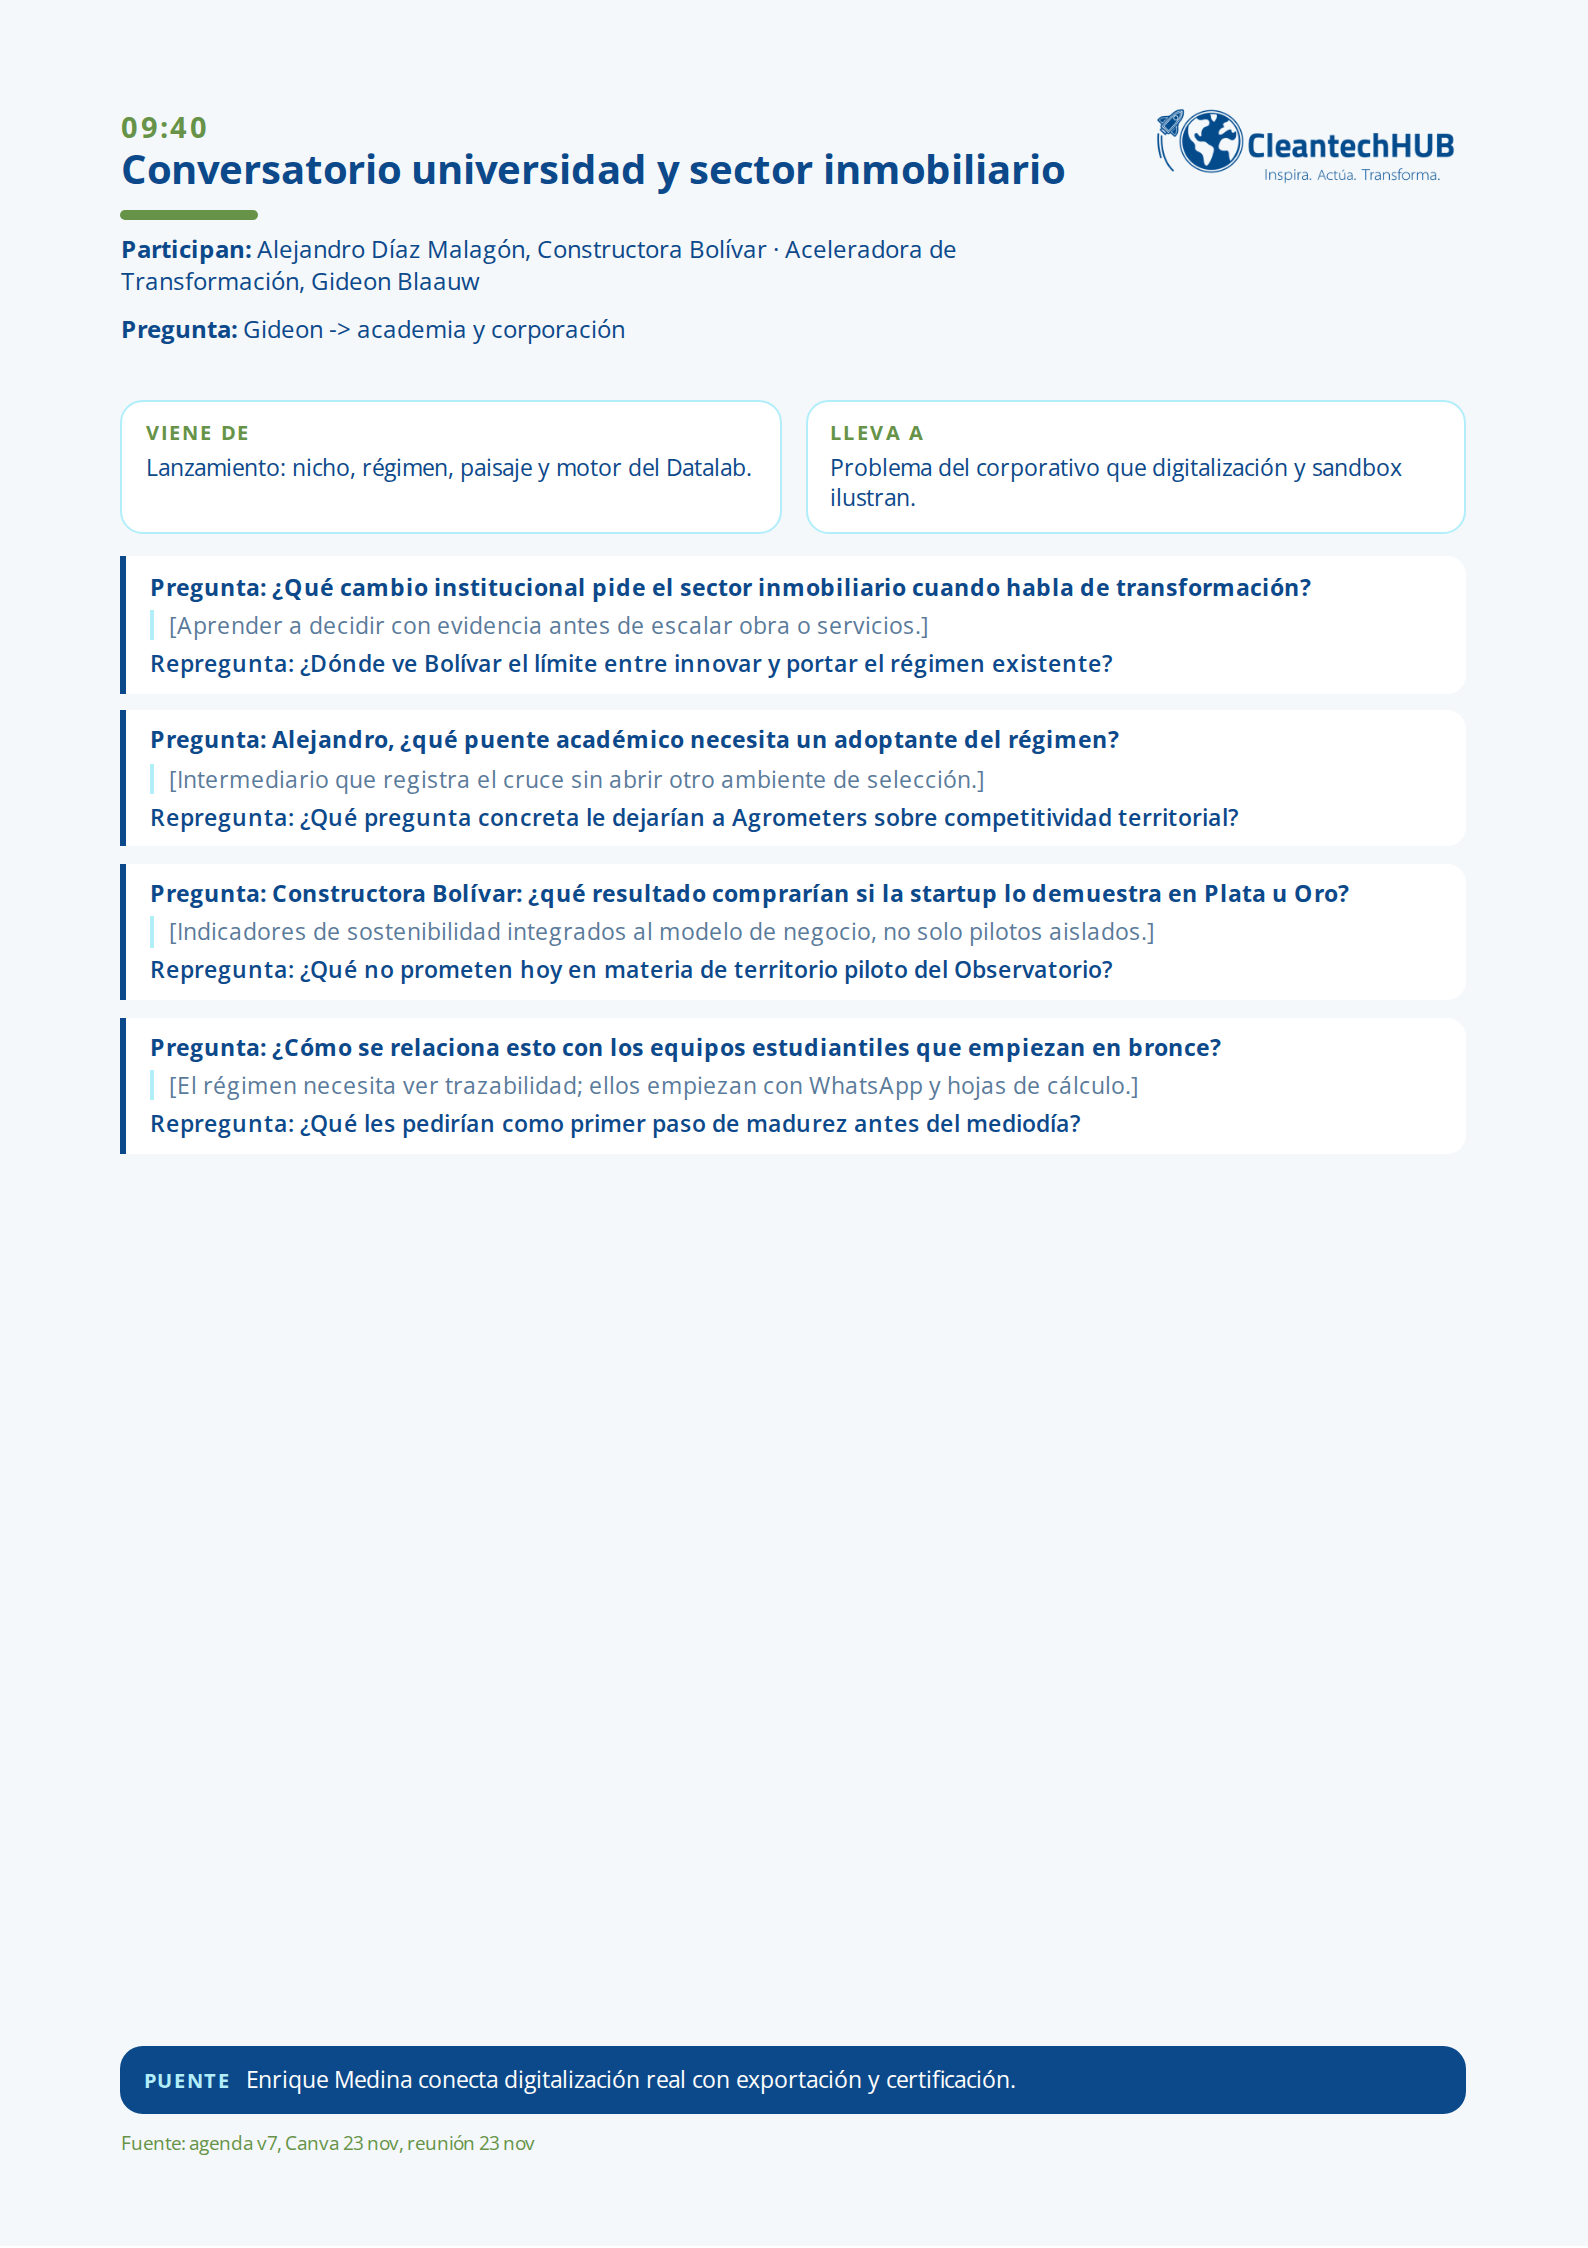 09:40
Conversatorio universidad y sector inmobiliario
CleantechHUB
Inspira. Actúa. Transforma.
Participan: Alejandro Díaz Malagón, Constructora Bolívar · Aceleradora de
Transformación, Gideon Blaauw
Pregunta: Gideon -> academia y corporación
VIENE DE
Lanzamiento: nicho, régimen, paisaje y motor del Datalab.
LLEVA A
Problema del corporativo que digitalización y sandbox
ilustran.
Pregunta: ¿Qué cambio institucional pide el sector inmobiliario cuando habla de transformación?
[Aprender a decidir con evidencia antes de escalar obra o servicios.]
Repregunta: ¿Dónde ve Bolívar el límite entre innovar y portar el régimen existente?
Pregunta: Alejandro, ¿qué puente académico necesita un adoptante del régimen?
[Intermediario que registra el cruce sin abrir otro ambiente de selección.]
Repregunta: ¿Qué pregunta concreta le dejarían a Agrometers sobre competitividad territorial?
Pregunta: Constructora Bolívar: ¿qué resultado comprarían si la startup lo demuestra en Plata u Oro?
[Indicadores de sostenibilidad integrados al modelo de negocio, no solo pilotos aislados.]
Repregunta: ¿Qué no prometen hoy en materia de territorio piloto del Observatorio?
Pregunta: ¿Cómo se relaciona esto con los equipos estudiantiles que empiezan en bronce?
[El régimen necesita ver trazabilidad; ellos empiezan con WhatsApp y hojas de cálculo.]
Repregunta: ¿Qué les pedirían como primer paso de madurez antes del mediodía?
PUENTE Enrique Medina conecta digitalización real con exportación y certificación.
Fuente: agenda v7, Canva 23 nov, reunión 23 nov